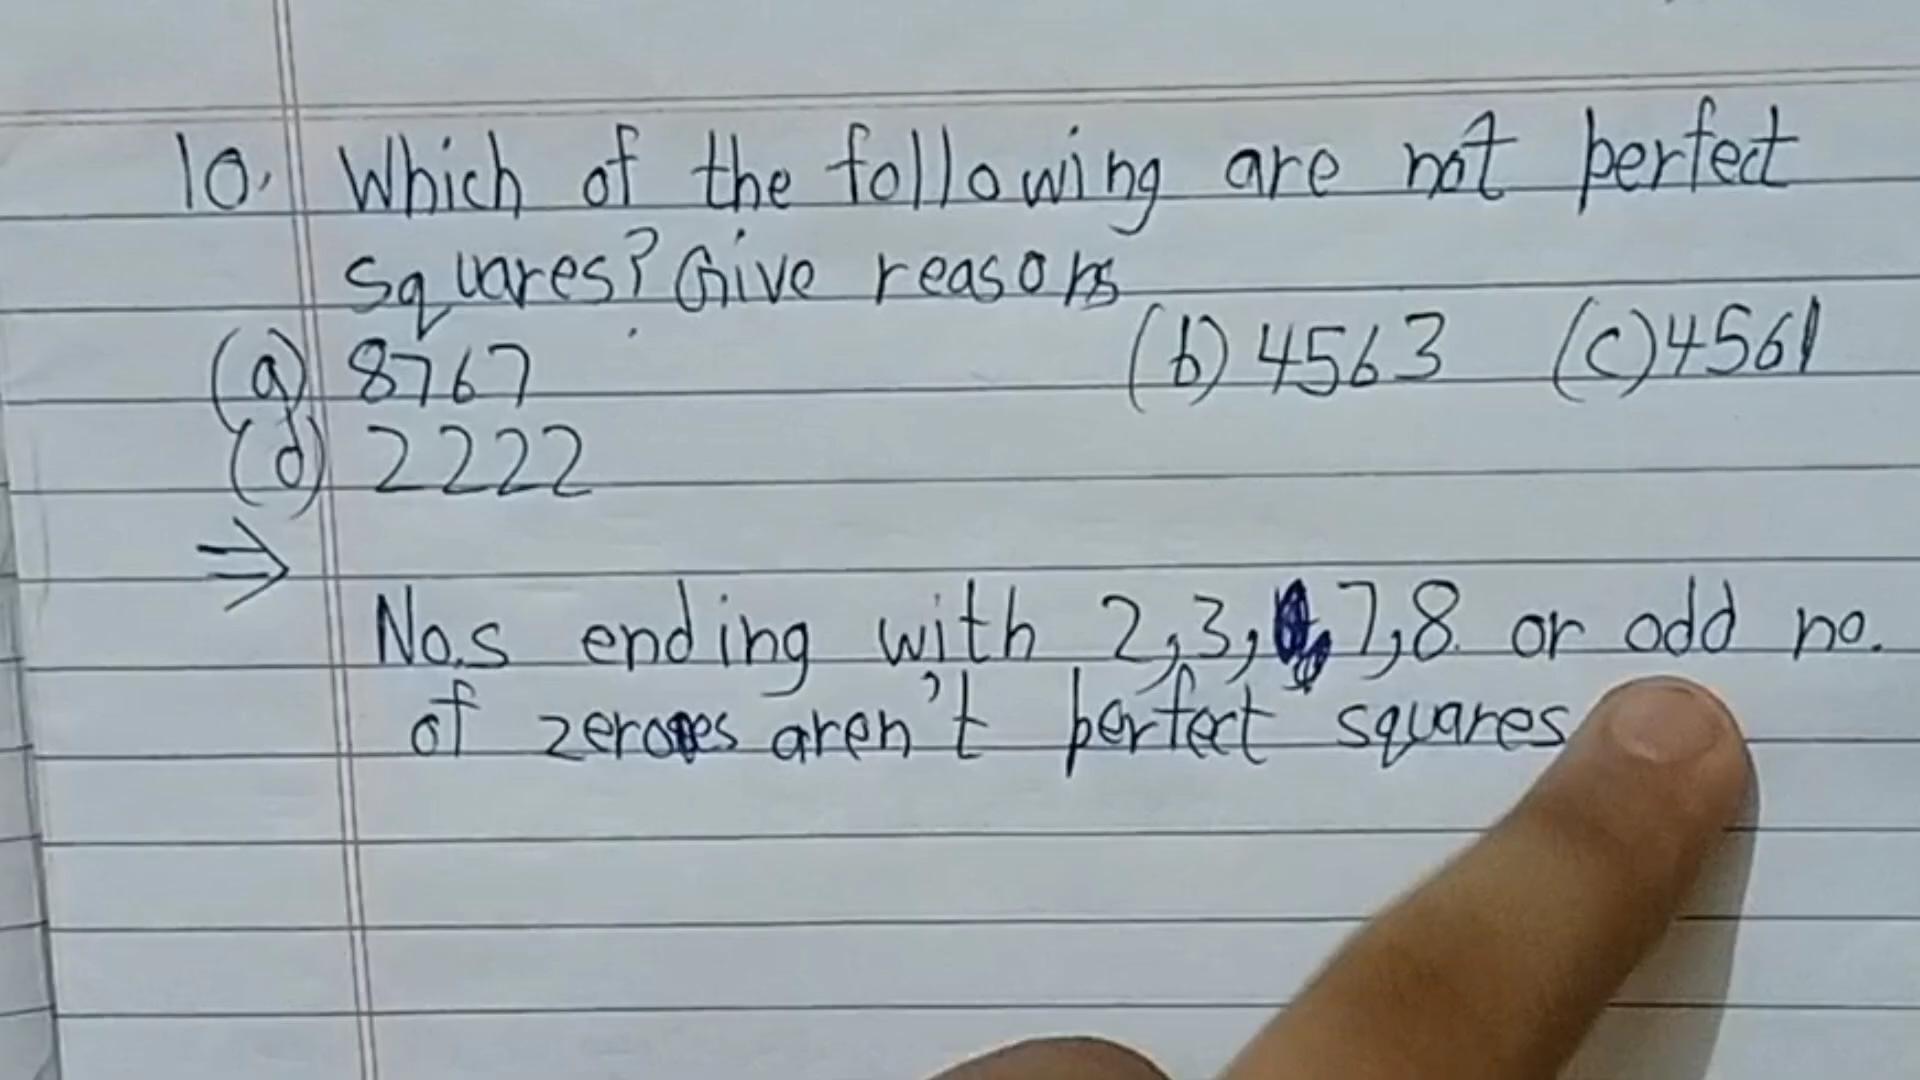 10. Which of the following are not perfect
squares? Give reasons
(a) 8767 (b) 4563 (c) 4561
(d) 2222
⇒
No.s ending with 2,3, 7,8 or odd no.
of zeroes aren't perfect squares